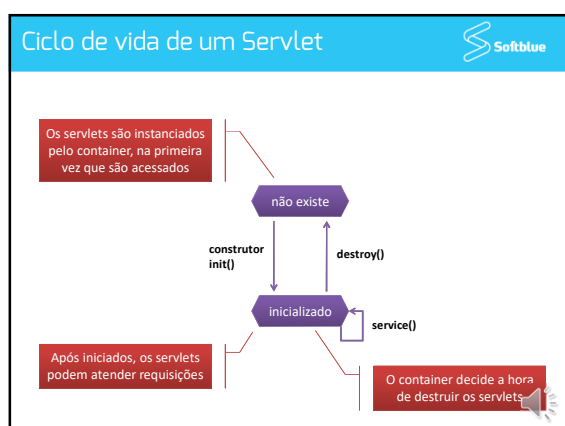 Ciclo de vida de um Servlet
Softblue
Os servlets são instanciados
pelo container, na primeira
vez que são acessados
não existe
construtor
init()
destroy()
inicializado
service()
Após iniciados, os servlets
podem atender requisições
O container decide a hora
de destruir os servlets